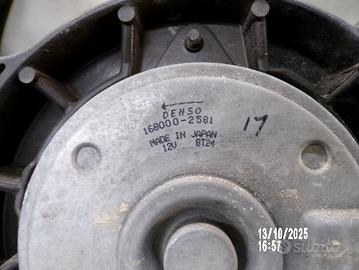 DENSO
168000-2581
MADE IN JAPAN
12V 8T24
17
13/10/2025
16:57
subito